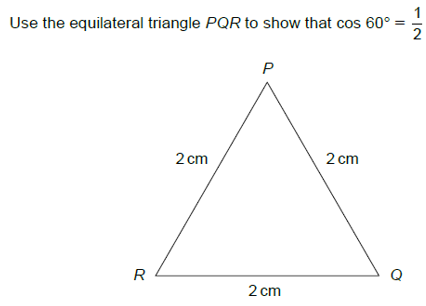 Use the equilateral triangle PQR to show that cos 60° = 1/2
P
2 cm 2 cm
R Q
2 cm